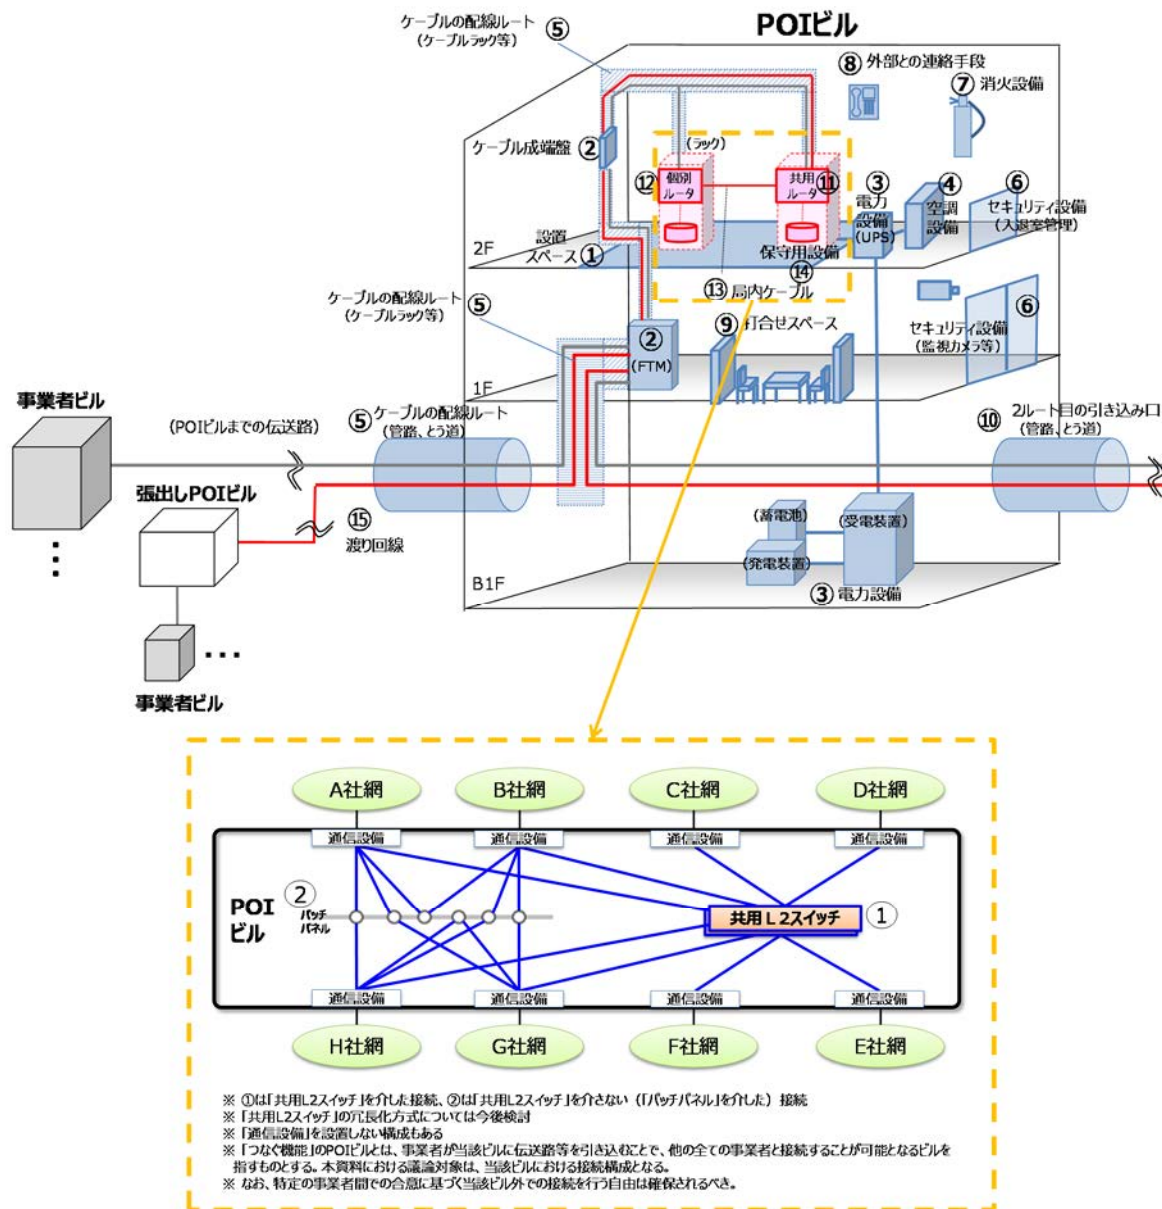 POIビル
ケーブルの配線ルート
(ケーブルラック等)
⑤
⑧ 外部との連絡手段
⑦ 消火設備
ケーブル成端盤
②
(ラック)
⑫
個別
ルータ
共用
ルータ
⑪
③
電力
設備
(UPS)
④
空調
設備
⑥
セキュリティ設備
(入退室管理)
2F
設置
スペース ①
保守用設備
⑭
⑬ 局内ケーブル
ケーブルの配線ルート
(ケーブルラック等)
⑤
②
(FTM)
⑨ 打合せスペース
セキュリティ設備
(監視カメラ等)
⑥
1F
事業者ビル
(POIビルまでの伝送路)
⑤ ケーブルの配線ルート
(管路、とう道)
⑩ 2ルート目の引き込み口
(管路、とう道)
張出しPOIビル
⑮
渡り回線
(蓄電池)
(受電装置)
(発電装置)
B1F
③ 電力設備
事業者ビル
A社網
B社網
C社網
D社網
通信設備
通信設備
通信設備
通信設備
POI
ビル
②
パッチ
パネル
共用L2スイッチ
①
通信設備
通信設備
通信設備
通信設備
H社網
G社網
F社網
E社網
※ ①は「共用L2スイッチ」を介した接続、②は「共用L2スイッチ」を介さない(「パッチパネル」を介した)接続
※ 「共用L2スイッチ」の冗長化方式については今後検討
※ 「通信設備」を設置しない構成もある
※ 「つなぐ機能」のPOIビルとは、事業者が当該ビルに伝送路等を引き込むことで、他の全ての事業者と接続することが可能となるビルを
指すものとする。本資料における議論対象は、当該ビルにおける接続構成となる。
※ なお、特定の事業者間での合意に基づく当該ビル外での接続を行う自由は確保されるべき。